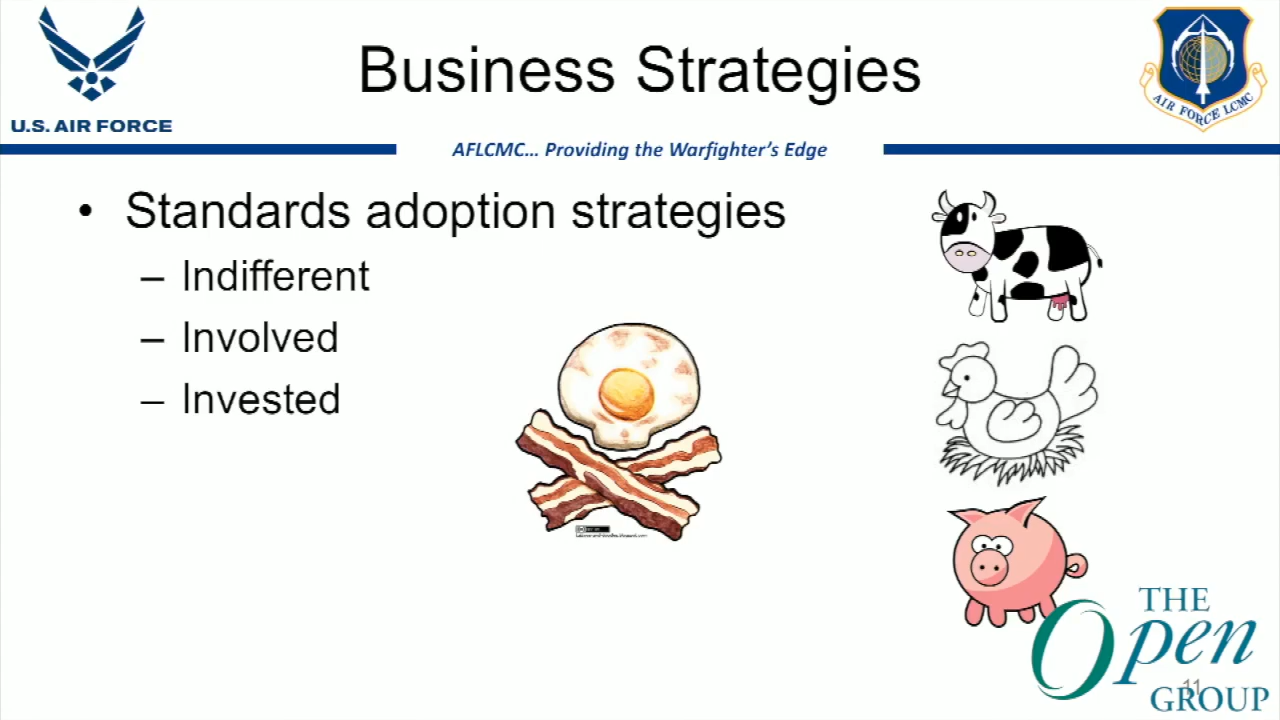 Business Strategies
U.S. AIR FORCE
AIR FORCE LCMC
AFLCMC... Providing the Warfighter's Edge
• Standards adoption strategies
– Indifferent
– Involved
– Invested
THE
Open
GROUP
11